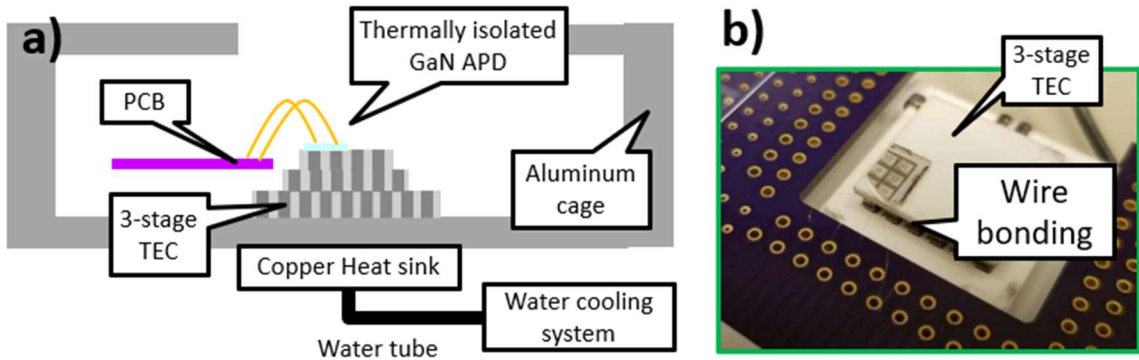 a)
Thermally isolated
GaN APD
PCB
3-stage
TEC
Aluminum
cage
Copper Heat sink
Water cooling
system
Water tube
b)
3-stage
TEC
Wire
bonding